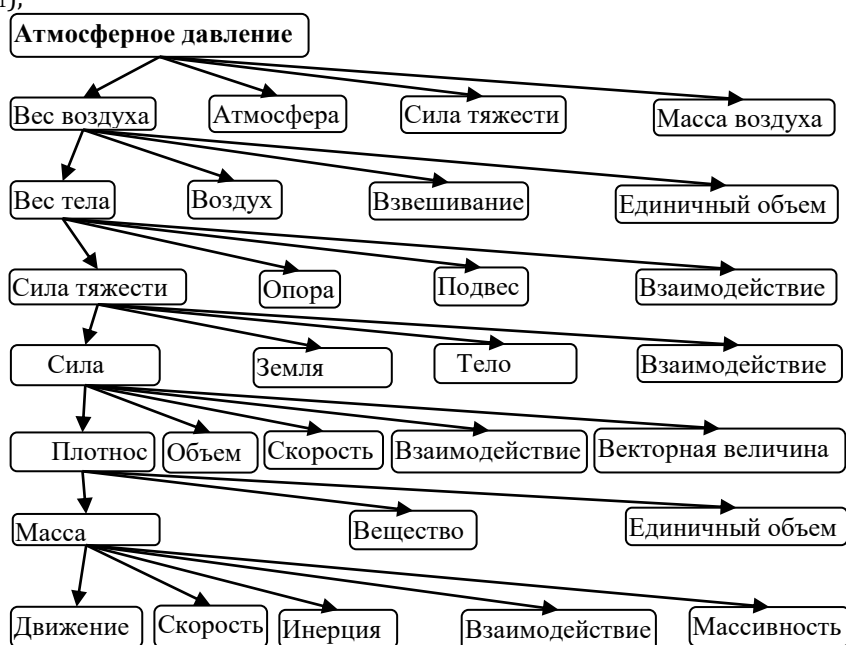 Атмосферное давление
Вес воздуха Атмосфера Сила тяжести Масса воздуха
Вес тела Воздух Взвешивание Единичный объем
Сила тяжести Опора Подвес Взаимодействие
Сила Земля Тело Взаимодействие
Плотнос Объем Скорость Взаимодействие Векторная величина
Масса Вещество Единичный объем
Движение Скорость Инерция Взаимодействие Массивность